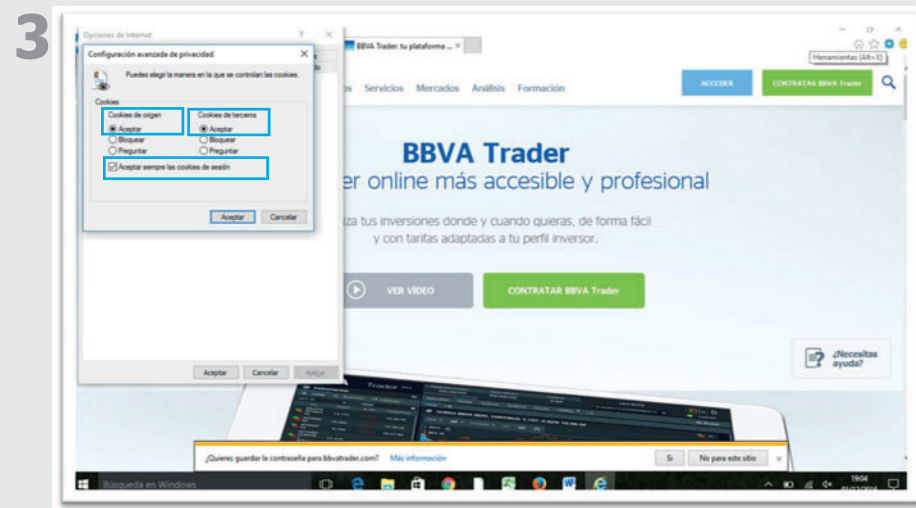 3
Opciones de Internet
Configuración avanzada de privacidad
Puedes elegir la manera en la que se controlan las cookies.
Cookies
Cookies de origen
Cookies de terceros
Aceptar
Aceptar
Bloquear
Bloquear
Preguntar
Preguntar
Aceptar siempre las cookies de sesión
Aceptar
Cancelar
Aceptar
Cancelar
BBVA Trader: tu plataforma ...
Herramientas (Alt+X)
Servicios
Mercados
Análisis
Formación
ACCEDER
CONTRATAR BBVA Trader
BBVA Trader
er online más accesible y profesional
iza tus inversiones donde y cuando quieras, de forma fácil
y con tarifas adaptadas a tu perfil inversor.
VER VÍDEO
CONTRATAR BBVA Trader
¿Necesitas
ayuda?
Trader
¿Quieres guardar la contraseña para bbvatrader.com?
Más información
Sí
No para este sitio
Búsqueda en Windows
19:04
01/12/2016